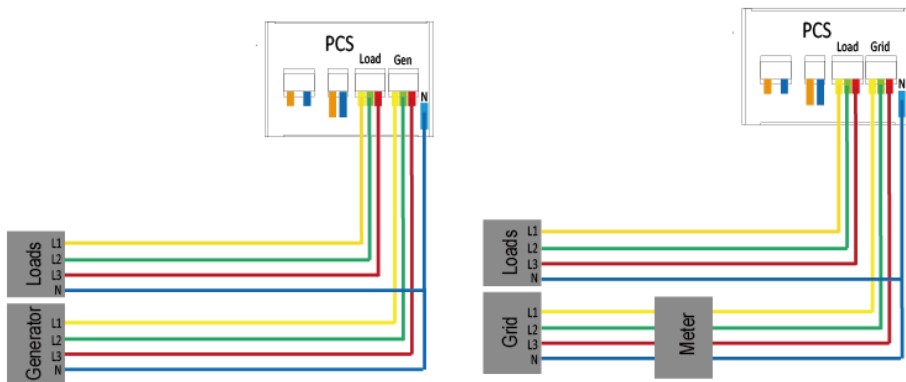 PCS
Load Gen
N
Loads
L1
L2
L3
N
Generator
L1
L2
L3
N
PCS
Load Grid
N
Loads
L1
L2
L3
N
Grid
L1
L2
L3
N
Meter